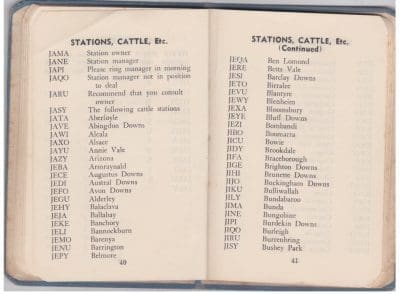 STATIONS, CATTLE, Etc.
JAMA Station owner
JANE Station manager
JAPI Please ring manager in morning
JAQO Station manager not in position
to deal
JARU Recommend that you consult
owner
JASY The following cattle stations
JATA Aberfoyle
JAVE Abingdon Downs
JAWI Alcala
JAXO Alsace
JAYU Annie Vale
JAZY Arizona
JEBA Armraynald
JECE Augustus Downs
JEDI Austral Downs
JEFO Avon Downs
JEGU Alderley
JEHY Balaclava
JEJA Ballabay
JEKE Banchory
JELI Bannockburn
JEMO Barenya
JENU Barrington
JEPY Belmore
40
STATIONS, CATTLE, Etc.
(Continued)
JEQA Ben Lomond
JERE Betts Vale
JESI Barclay Downs
JETO Birralee
JEVU Blantyre
JEWY Blenheim
JEXA Bloomsbury
JEYE Bluff Downs
JEZI Bombandi
JIBO Boomacra
JICU Bowie
JIDY Brookdale
JIFA Braceborough
JIGE Brighton Downs
JIHI Brunette Downs
JIJO Buckingham Downs
JIKU Bulliwallah
JILY Bundabaroo
JIMA Bunda
JINE Bungobine
JIPI Burdekin Downs
JIQO Burleigh
JIRU Burrenbring
JISY Bushey Park
41